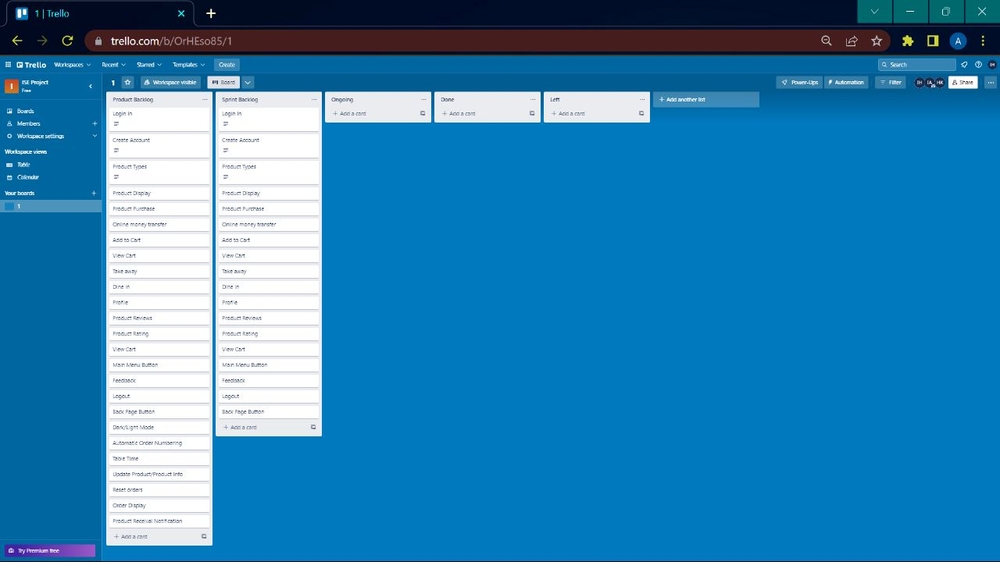 1 | Trello
trello.com/b/OrHEso85/1
A
Trello
Workspaces
Recent
Starred
Templates
Create
Search
IH
I
ISE Project
Free
1
Workspace visible
Board
Power-Ups
Automation
Filter
IH
IA
HK
Share
Boards
Members
Workspace settings
Workspace views
Table
Calendar
Your boards
1
Try Premium free
Product Backlog
Login In
Create Account
Product Types
Product Display
Product Purchase
Online money transfer
Add to Cart
View Cart
Take away
Dine in
Profile
Product Reviews
Product Rating
View Cart
Main Menu Button
Feedback
Logout
Back Page Button
Dark/Light Mode
Automatic Order Numbering
Table Time
Update Product/Product Info
Reset orders
Order Display
Product Receival Notification
+ Add a card
Sprint Backlog
Login In
Create Account
Product Types
Product Display
Product Purchase
Online money transfer
Add to Cart
View Cart
Take away
Dine in
Profile
Product Reviews
Product Rating
View Cart
Main Menu Button
Feedback
Logout
Back Page Button
+ Add a card
Ongoing
+ Add a card
Done
+ Add a card
Left
+ Add a card
+ Add another list